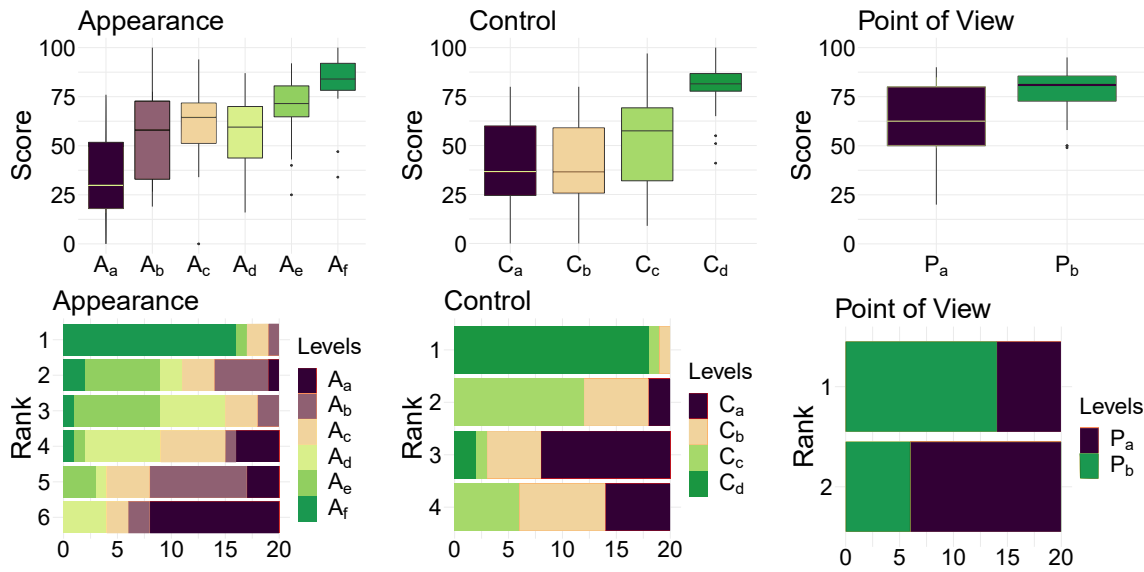 Appearance
Score
100
75
50
25
0
Aa Ab Ac Ad Ae Af
Control
Score
100
75
50
25
0
Ca Cb Cc Cd
Point of View
Score
100
75
50
25
0
Pa Pb
Appearance
Rank
1
2
3
4
5
6
0 5 10 15 20
Levels
Aa
Ab
Ac
Ad
Ae
Af
Control
Rank
1
2
3
4
0 5 10 15 20
Levels
Ca
Cb
Cc
Cd
Point of View
Rank
1
2
0 5 10 15 20
Levels
Pa
Pb